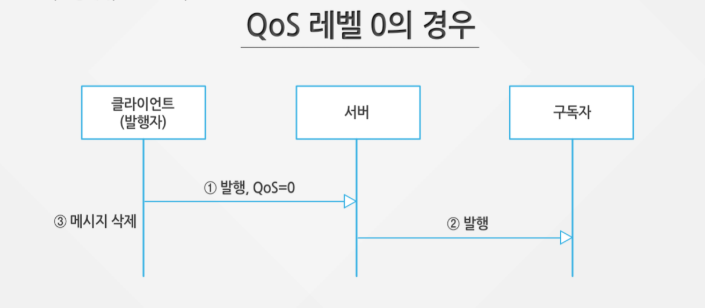 QoS 레벨 0의 경우
클라이언트
(발행자)
서버
구독자
① 발행, QoS=0
③ 메시지 삭제
② 발행